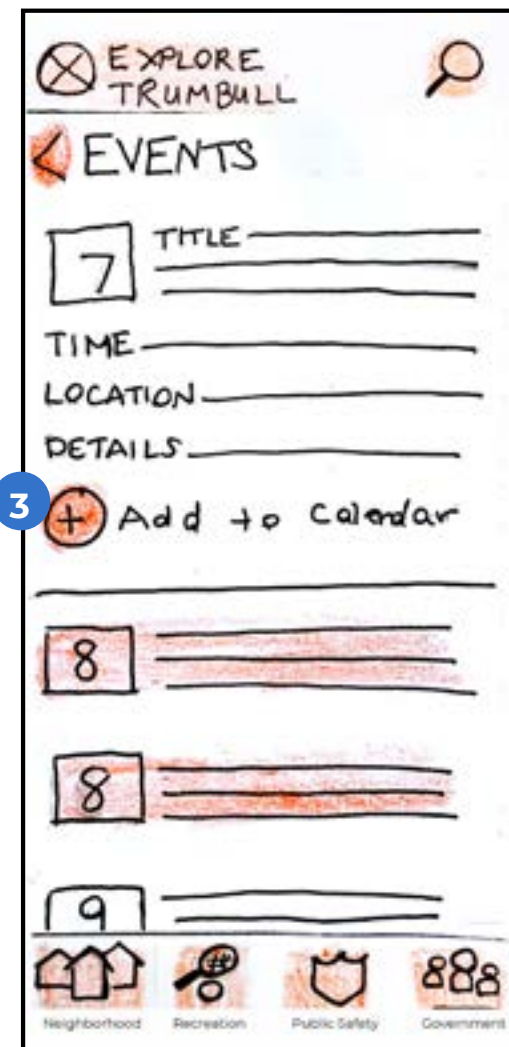 EXPLORE
TRUMBULL
< EVENTS
7
TITLE
TIME
LOCATION
DETAILS
3
+ Add to Calendar
8
8
9
Neighborhood Recreation Public Safety Government